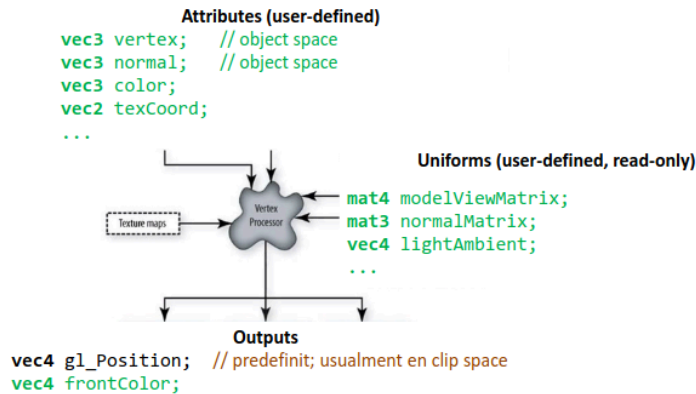 Attributes (user-defined)
vec3 vertex; // object space
vec3 normal; // object space
vec3 color;
vec2 texCoord;
...
Uniforms (user-defined, read-only)
mat4 modelViewMatrix;
mat3 normalMatrix;
vec4 lightAmbient;
...
Vertex
Processor
Texture maps
Outputs
vec4 gl_Position; // predefinit; usualment en clip space
vec4 frontColor;